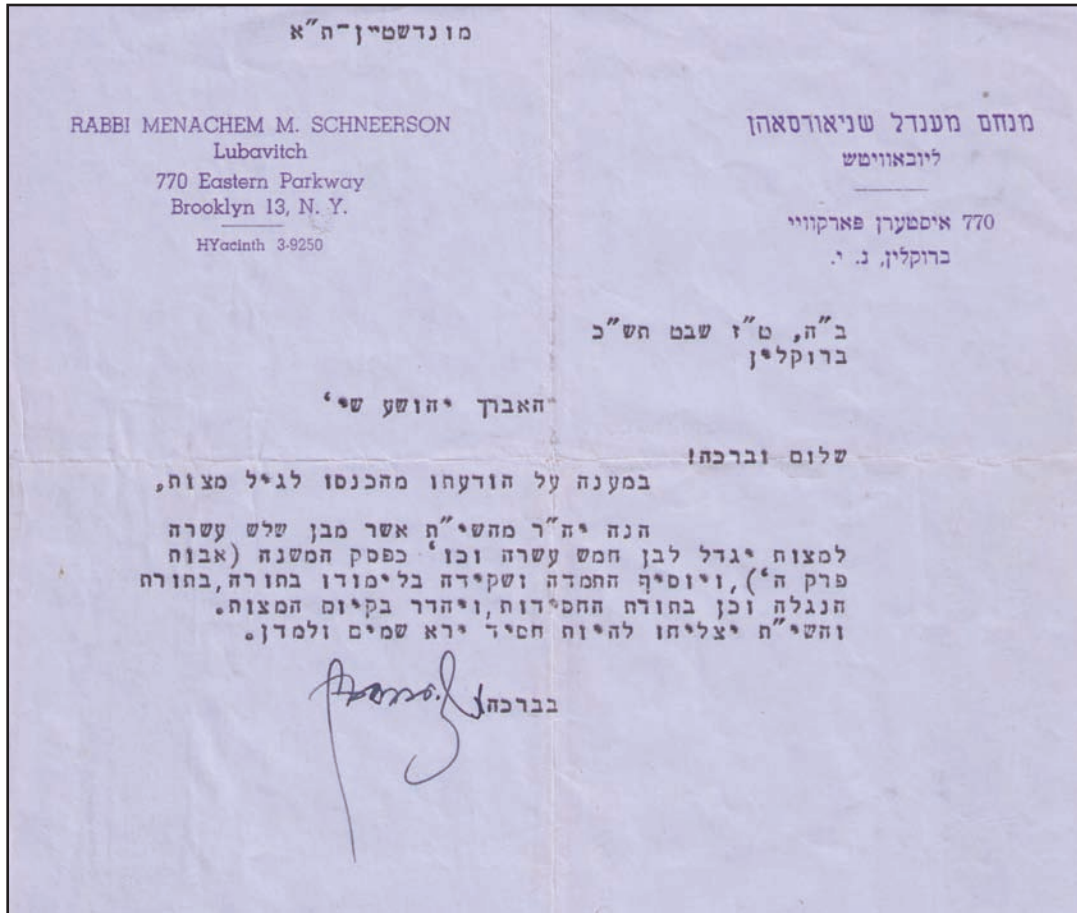 מונדשטיין-ת"א
RABBI MENACHEM M. SCHNEERSON
Lubavitch
770 Eastern Parkway
Brooklyn 13, N. Y.
HYacinth 3-9250
מנחם מענדל שניאורסאהן
ליובאוויטש
770 איסטערן פארקוויי
ברוקלין, נ. י.
ב"ה, ט"ז שבט תש"כ
ברוקלין
האברך יהושע שי'
שלום וברכה!
במענה על הודעתו מהכנסו לגיל מצות,
הנה יה"ר מהשי"ת אשר מבן שלש עשרה
למצות יגדל לבן חמש עשרה וכו' כפסק המשנה (אבות
פרק ה'), ויוסיף התמדה ושקידה בלימודו בתורה, בתורת
הנגלה וכן בתורת החסידות, ויהדר בקיום המצות.
והשי"ת יצליחו להיות חסיד ירא שמים ולמדן.
בברכה